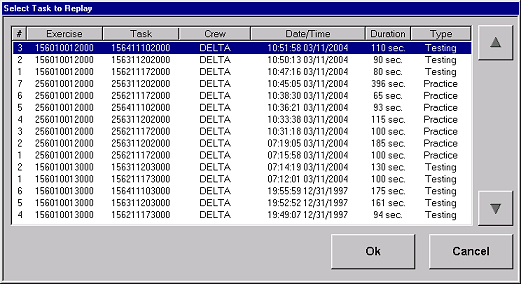 Select Task to Replay
# Exercise Task Crew Date/Time Duration Type
3 156010012000 156411102000 DELTA 10:51:58 03/11/2004 110 sec. Testing
2 156010012000 156311202000 DELTA 10:50:13 03/11/2004 90 sec. Testing
1 156010012000 156211172000 DELTA 10:47:16 03/11/2004 80 sec. Testing
7 256010012000 256311202000 DELTA 10:45:05 03/11/2004 396 sec. Practice
6 256010012000 256211172000 DELTA 10:38:30 03/11/2004 65 sec. Practice
5 256010012000 256411102000 DELTA 10:36:21 03/11/2004 93 sec. Practice
4 256010012000 256311202000 DELTA 10:33:38 03/11/2004 115 sec. Practice
3 256010012000 256211172000 DELTA 10:31:18 03/11/2004 100 sec. Practice
2 256010012000 256311202000 DELTA 07:19:05 03/11/2004 185 sec. Practice
1 256010012000 256211172000 DELTA 07:15:58 03/11/2004 100 sec. Practice
2 156010013000 156311203000 DELTA 07:14:19 03/11/2004 130 sec. Testing
1 156010013000 156211173000 DELTA 07:12:01 03/11/2004 100 sec. Testing
6 156010013000 156411103000 DELTA 19:55:59 12/31/1997 175 sec. Testing
5 156010013000 156311203000 DELTA 19:52:52 12/31/1997 161 sec. Testing
4 156010013000 156211173000 DELTA 19:49:07 12/31/1997 94 sec. Testing
Ok Cancel